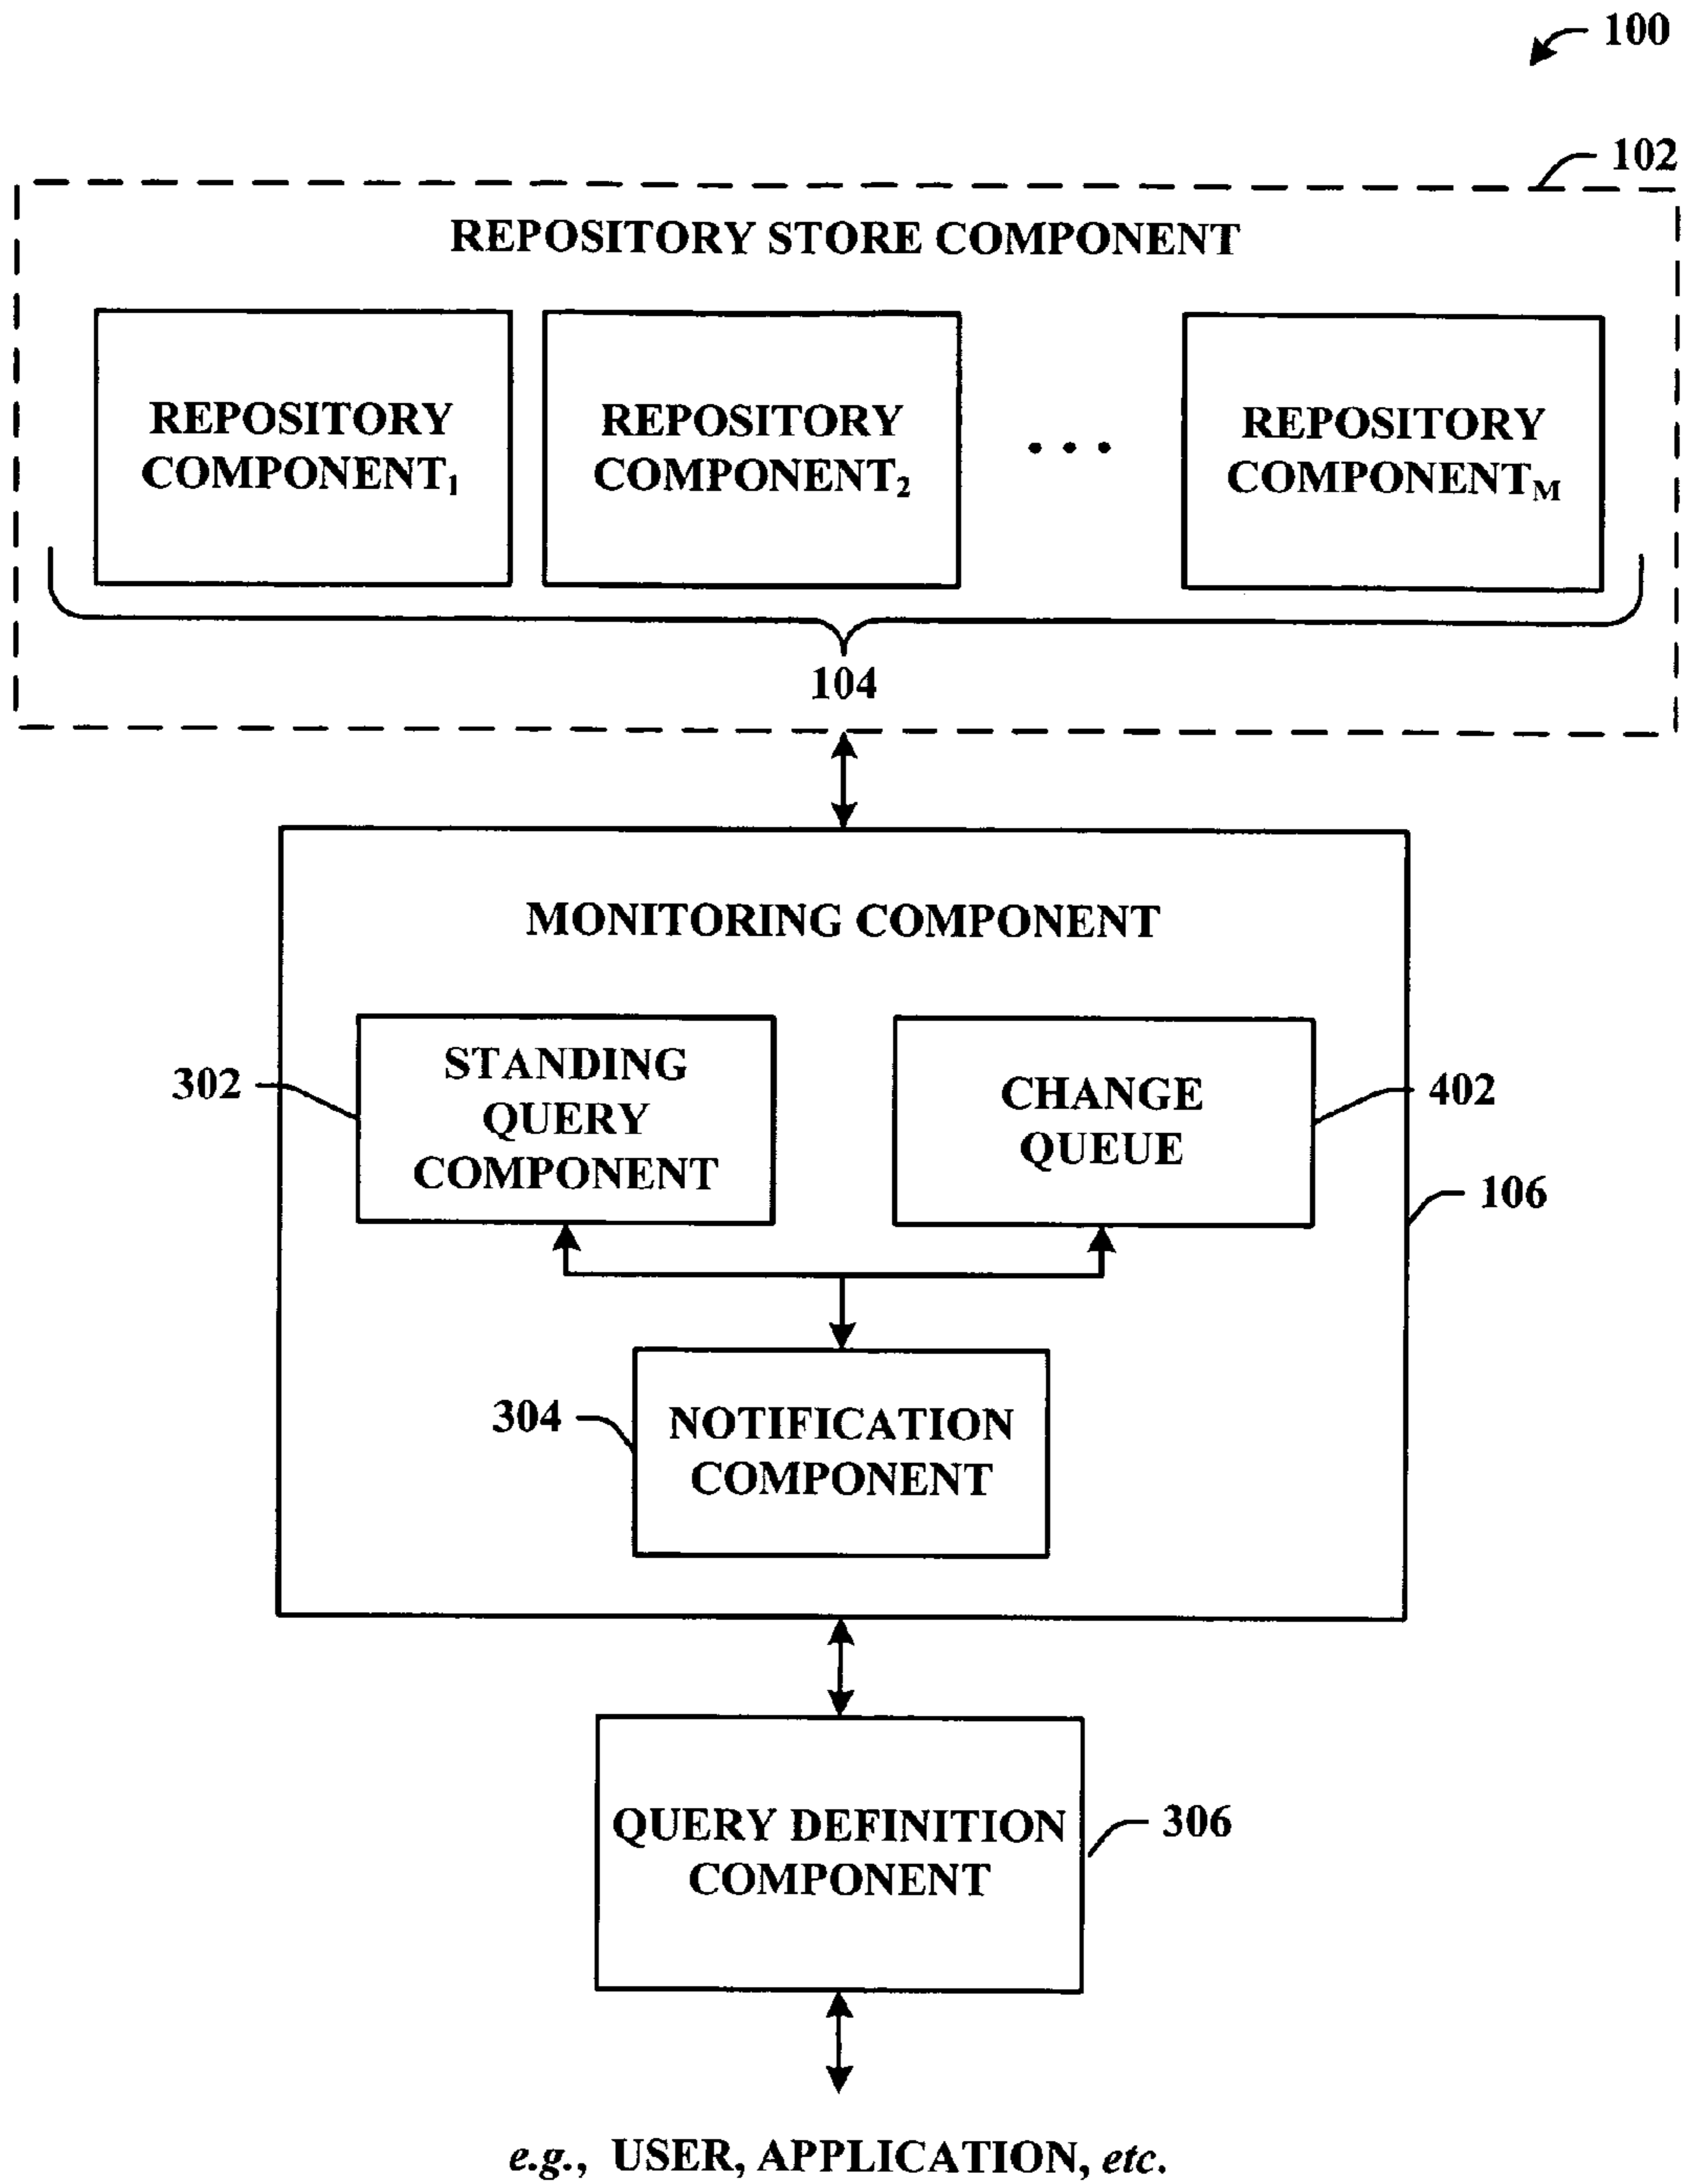 100
102
REPOSITORY STORE COMPONENT
REPOSITORY
COMPONENT₁
REPOSITORY
COMPONENT₂
• • •
REPOSITORY
COMPONENT_M
104
MONITORING COMPONENT
302
STANDING
QUERY
COMPONENT
CHANGE
QUEUE
402
106
304
NOTIFICATION
COMPONENT
QUERY DEFINITION
COMPONENT
306
e.g., USER, APPLICATION, etc.